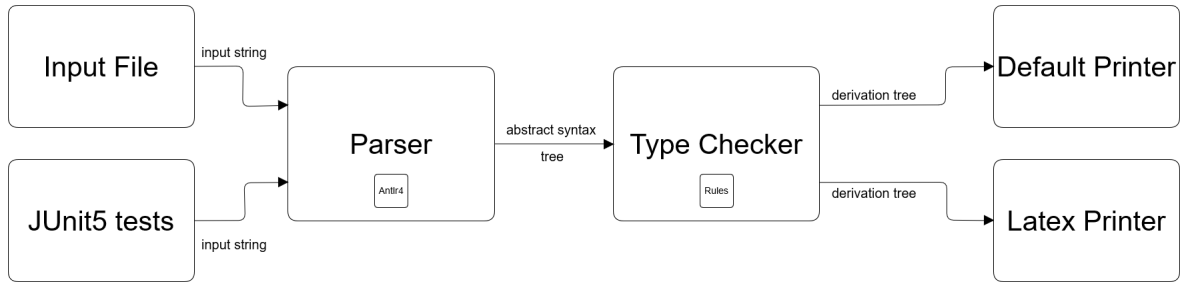 Input File
input string
Parser
Antlr4
JUnit5 tests
input string
abstract syntax
tree
Type Checker
Rules
derivation tree
Default Printer
derivation tree
Latex Printer